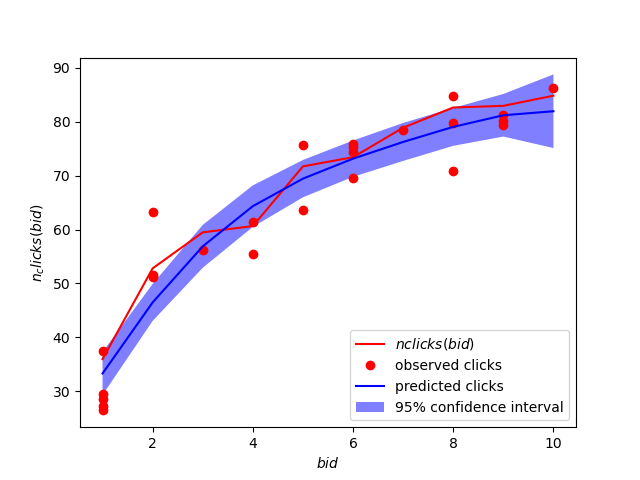 90
80
70
60
50
40
30
n_clicks(bid)
2
4
6
8
10
bid
nclicks(bid)
observed clicks
predicted clicks
95% confidence interval